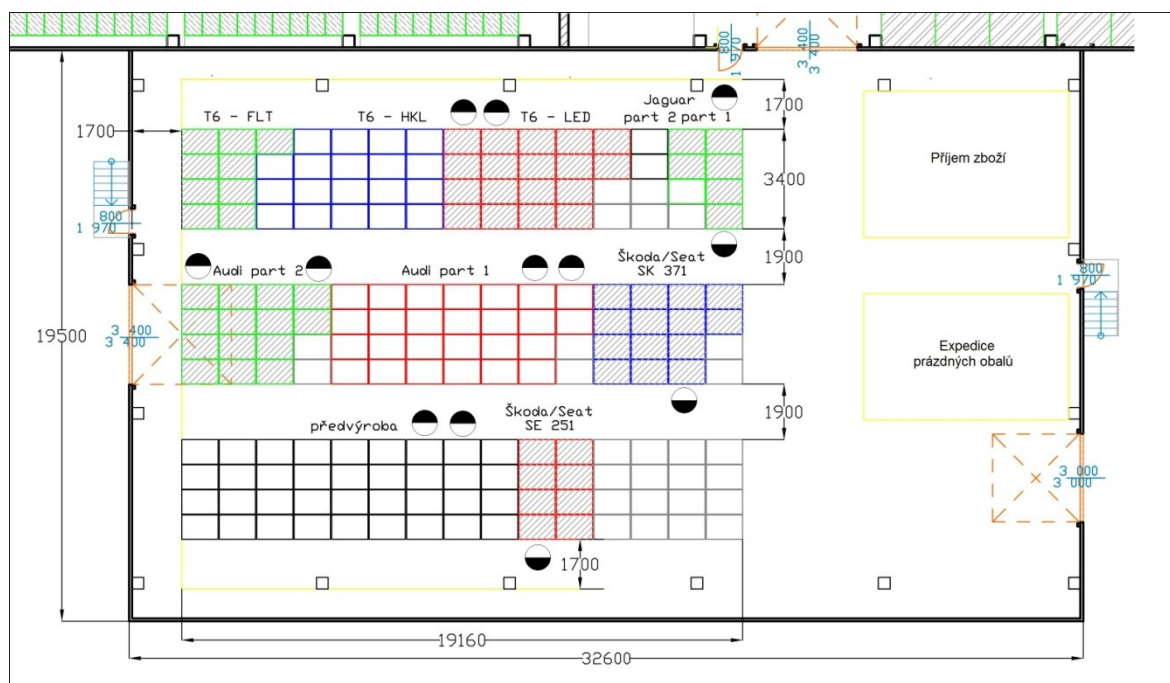 800
1 970
3 400
3 400
Jaguar
T6 - FLT
T6 - HKL
T6 - LED
part 2 part 1
1700
1700
3400
Příjem zboží
800
1 970
1900
Audi part 2
Audi part 1
Škoda/Seat
SK 371
800
1 970
19500
3 400
3 400
Expedice
prázdných obalů
1900
předvýroba
Škoda/Seat
SE 251
3 000
3 000
1700
19160
32600